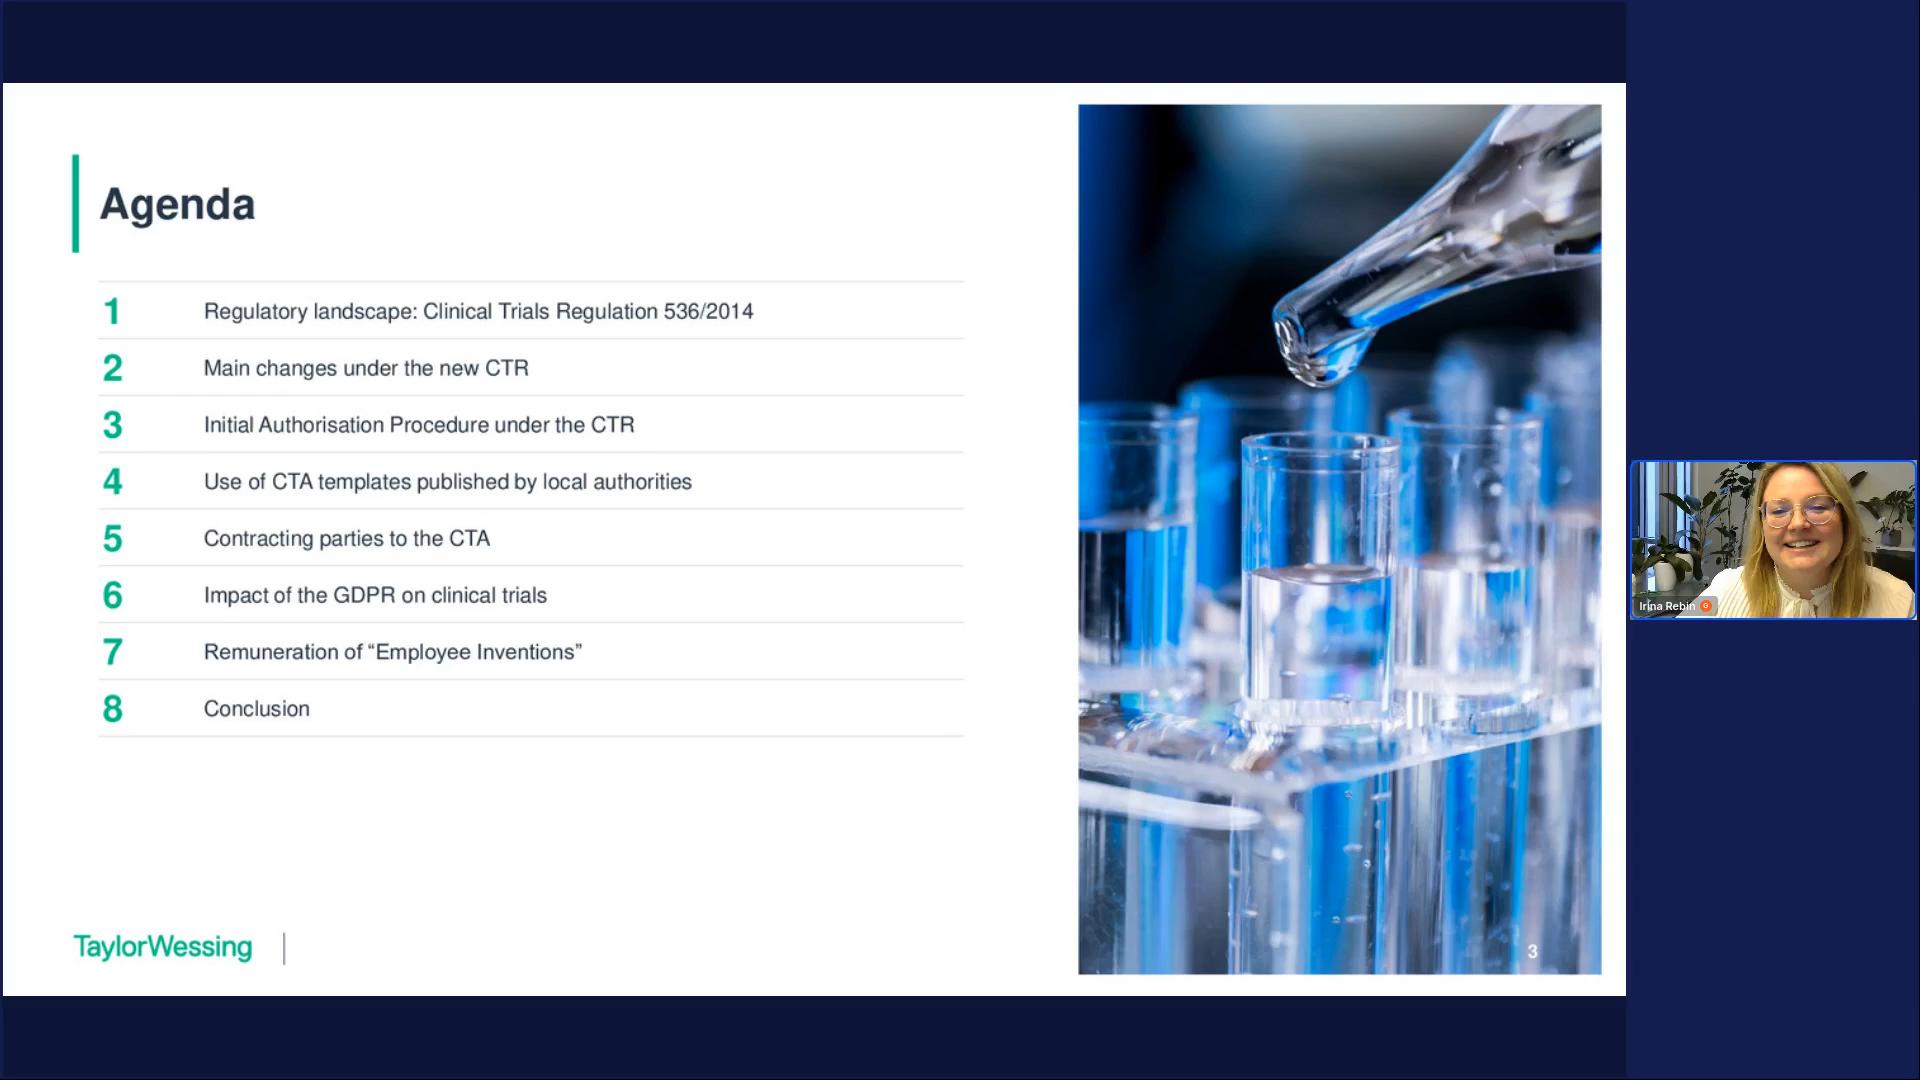 Agenda
1 Regulatory landscape: Clinical Trials Regulation 536/2014
2 Main changes under the new CTR
3 Initial Authorisation Procedure under the CTR
4 Use of CTA templates published by local authorities
5 Contracting parties to the CTA
6 Impact of the GDPR on clinical trials
7 Remuneration of “Employee Inventions”
8 Conclusion
TaylorWessing
3
Irina Rebin G